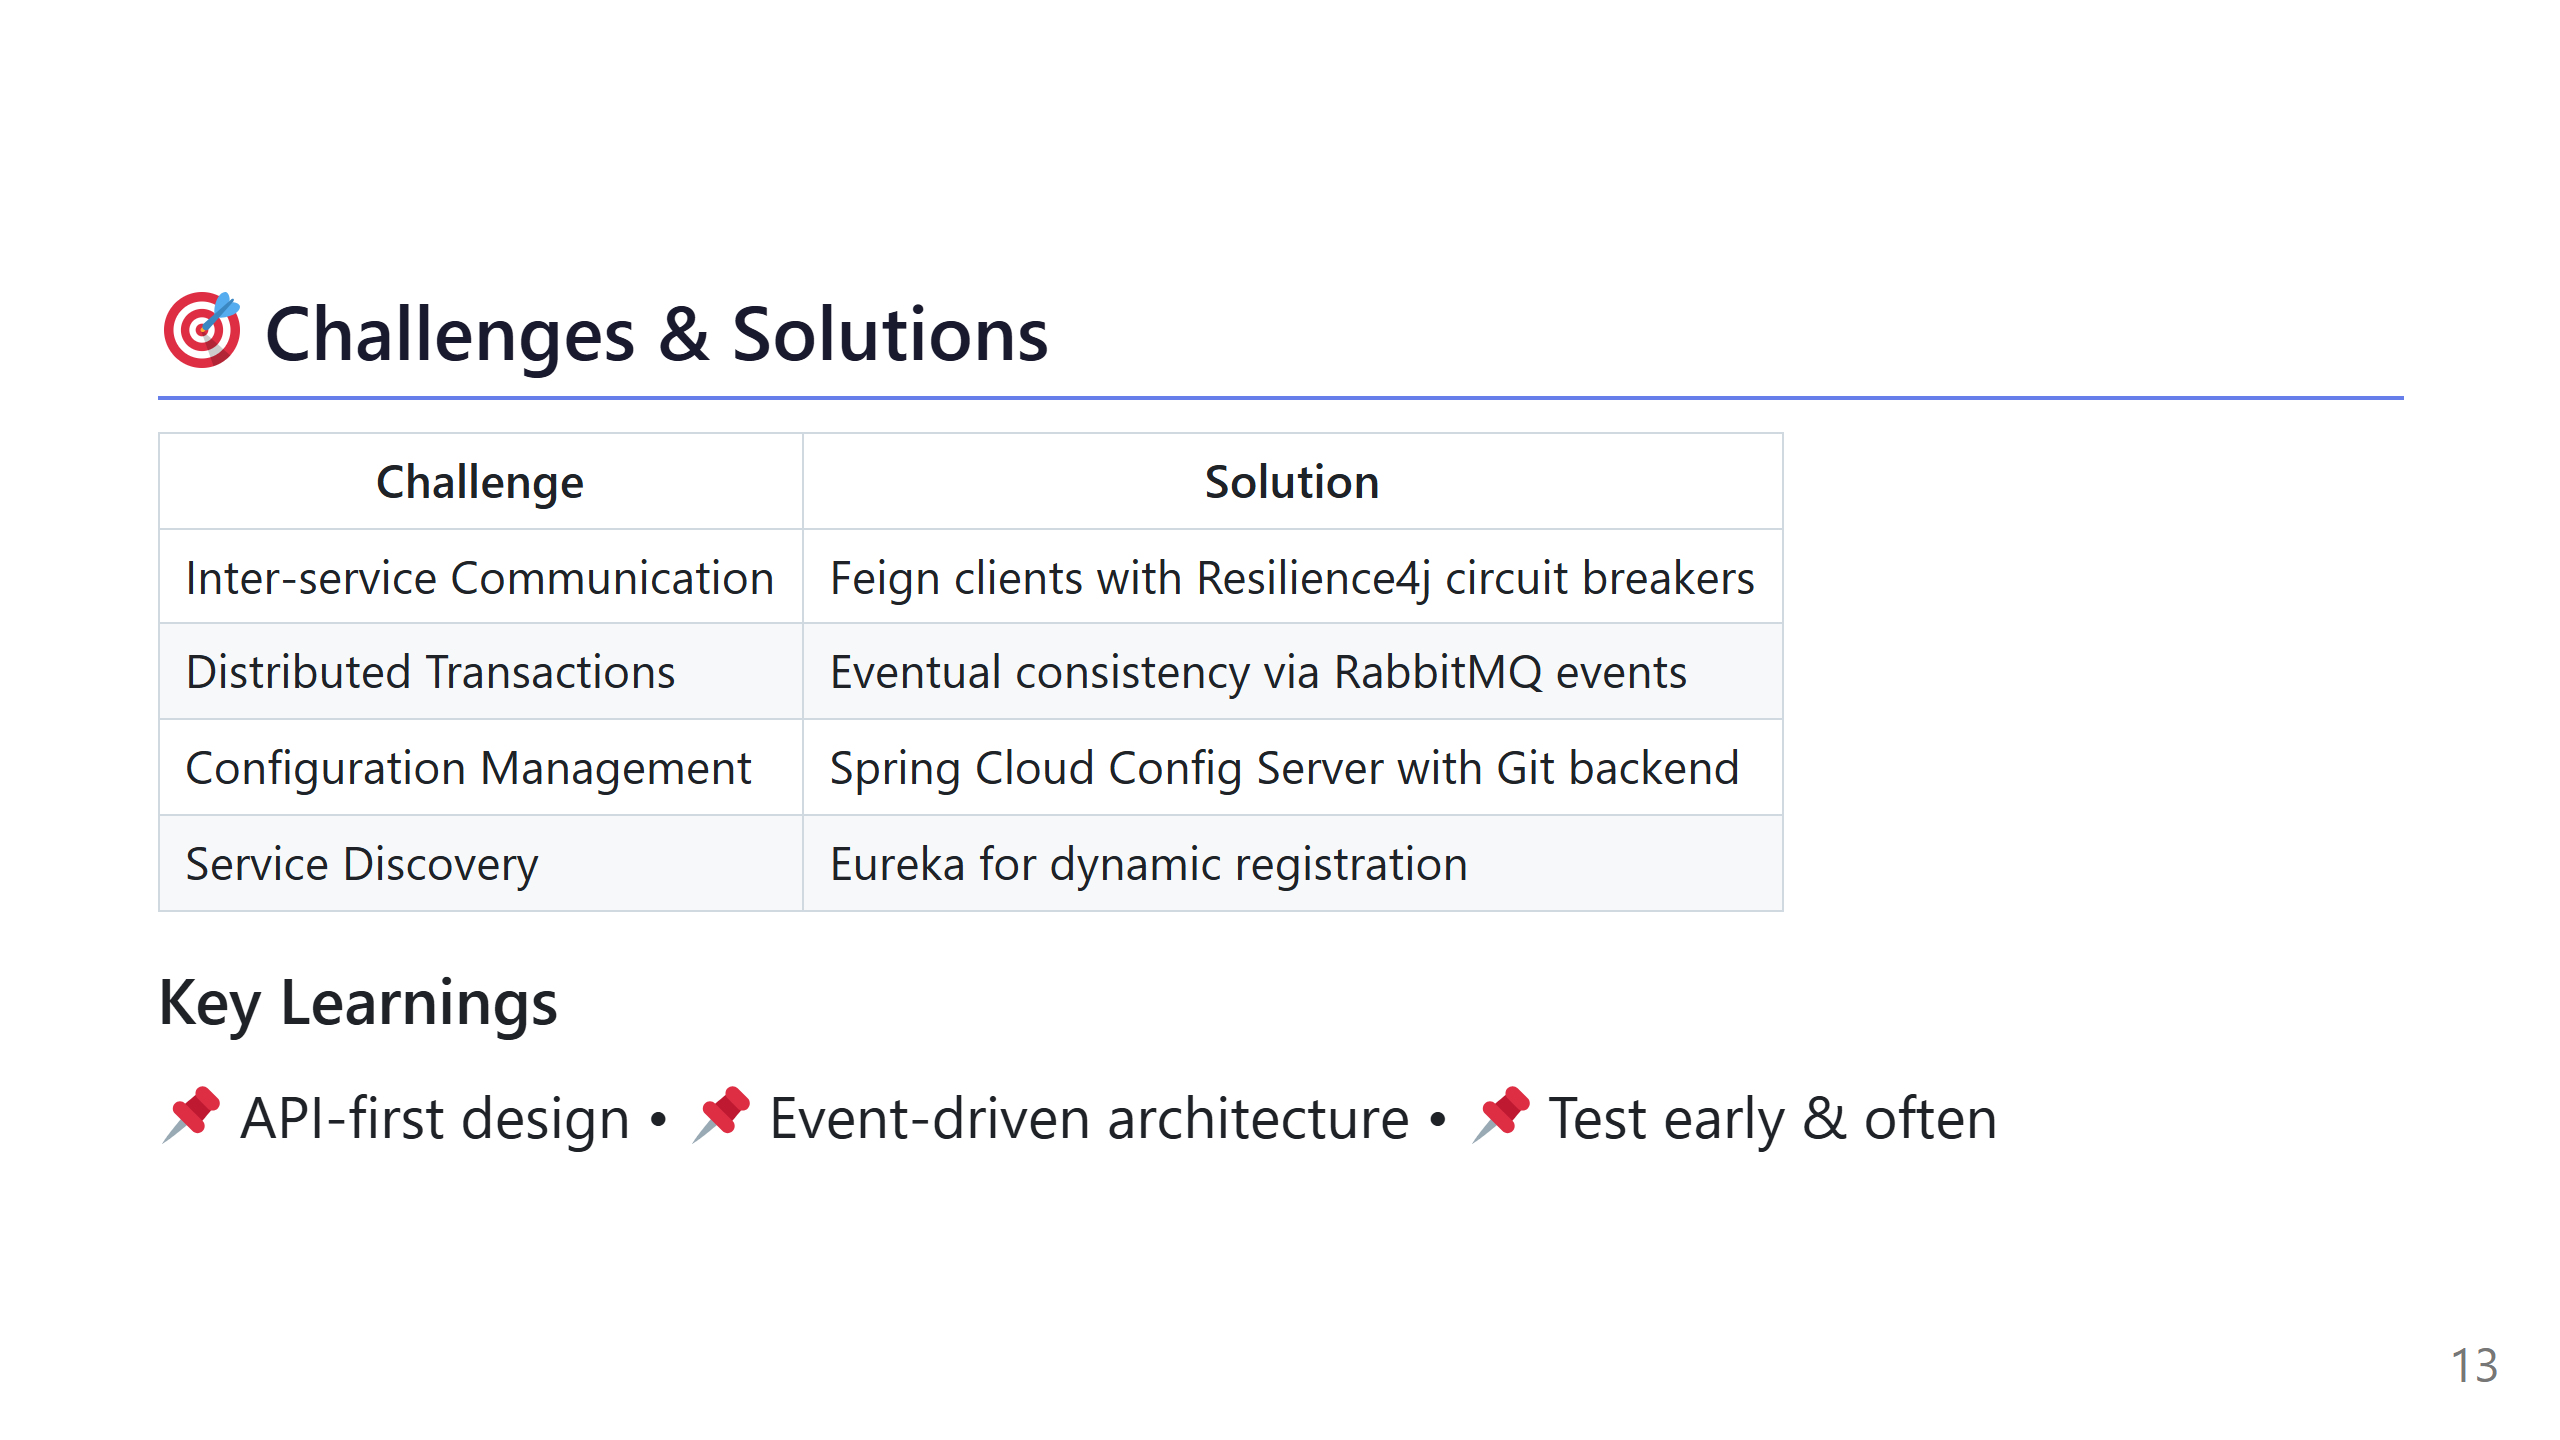 🎯 Challenges & Solutions
Challenge Solution
Inter-service Communication Feign clients with Resilience4j circuit breakers
Distributed Transactions Eventual consistency via RabbitMQ events
Configuration Management Spring Cloud Config Server with Git backend
Service Discovery Eureka for dynamic registration
Key Learnings
📌 API-first design • 📌 Event-driven architecture • 📌 Test early & often
13